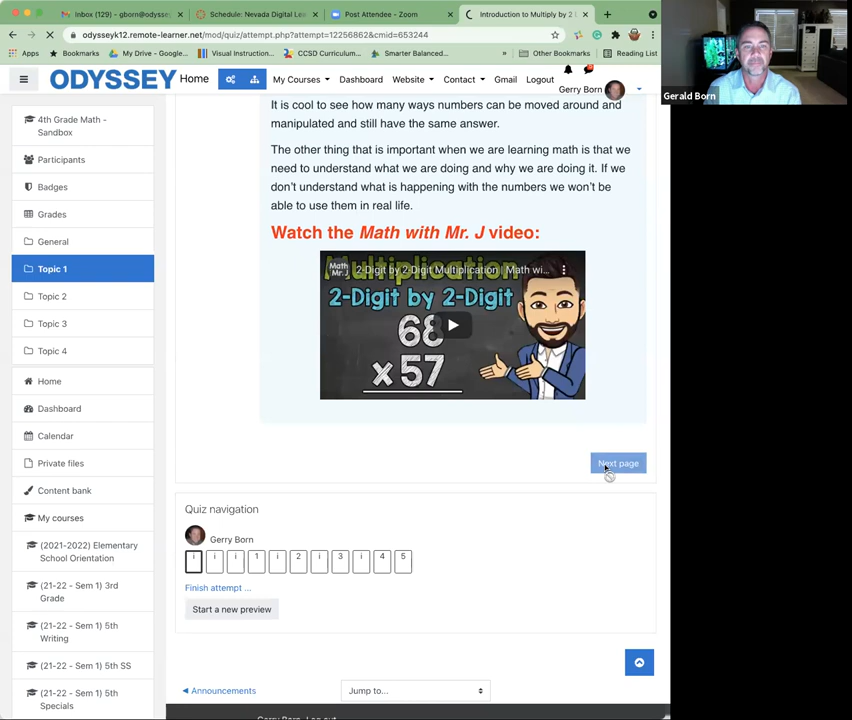 Inbox (129) - gborn@odyssey
Schedule: Nevada Digital Lea
Post Attendee - Zoom
Introduction to Multiply by 2
odysseyk12.remote-learner.net/mod/quiz/attempt.php?attempt=12256862&cmid=653244
Apps
Bookmarks
My Drive - Google...
Visual Instruction...
CCSD Curriculum...
Smarter Balanced...
»
Other Bookmarks
Reading List
ODYSSEY
Home
My Courses
Dashboard
Website
Contact
Gmail
Logout
Gerry Born
Gerald Born
4th Grade Math -
Sandbox
Participants
Badges
Grades
General
Topic 1
Topic 2
Topic 3
Topic 4
Home
Dashboard
Calendar
Private files
Content bank
My courses
(2021-2022) Elementary
School Orientation
(21-22 - Sem 1) 3rd
Grade
(21-22 - Sem 1) 5th
Writing
(21-22 - Sem 1) 5th SS
(21-22 - Sem 1) 5th
Specials
It is cool to see how many ways numbers can be moved around and
manipulated and still have the same answer.
The other thing that is important when we are learning math is that we
need to understand what we are doing and why we are doing it. If we
don't understand what is happening with the numbers we won't be
able to use them in real life.
Watch the Math with Mr. J video:
Math
Mr. J
2-Digit by 2-Digit Multiplication | Math wi...
Multiplication
2-Digit by 2-Digit
68
x 57
Next page
Quiz navigation
Gerry Born
i i i 1 i 2 i 3 i 4 5
Finish attempt ...
Start a new preview
Announcements
Jump to...
Gerry Born Log out